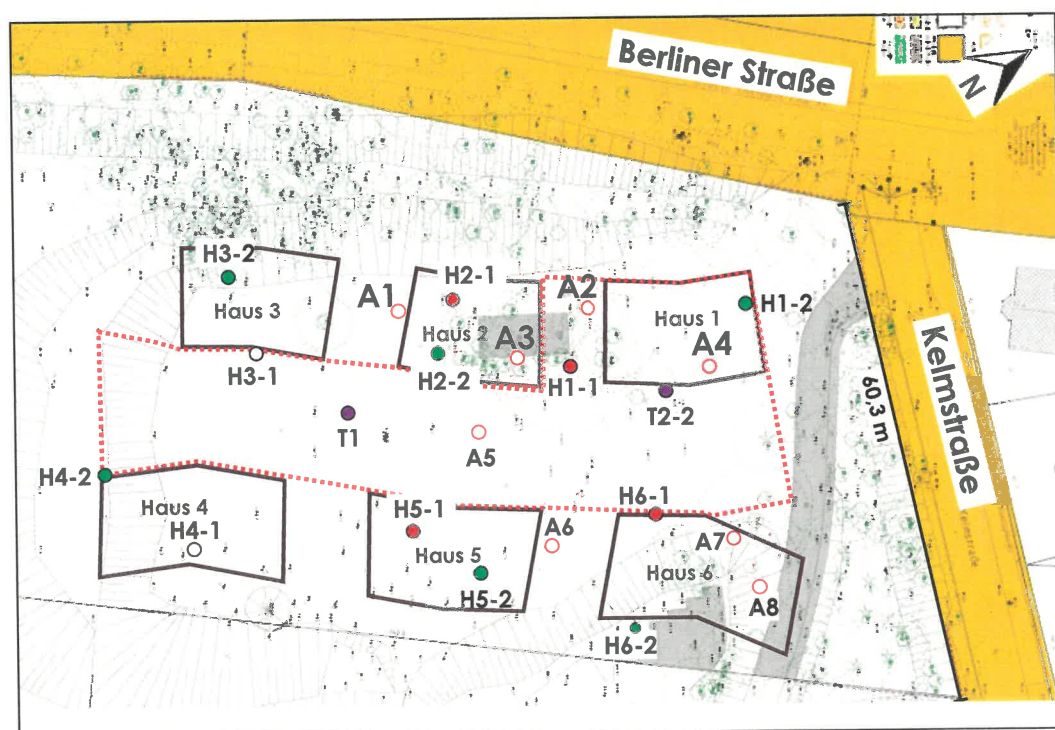 Berliner Straße
N
Kelmstraße
60,3 m
H3-2
Haus 3
H3-1
A1
H2-1
Haus 2
A3
H2-2
A2
H1-1
Haus 1
H1-2
A4
T2-2
T1
A5
H4-2
Haus 4
H4-1
H5-1
Haus 5
H5-2
A6
H6-1
A7
Haus 6
A8
H6-2